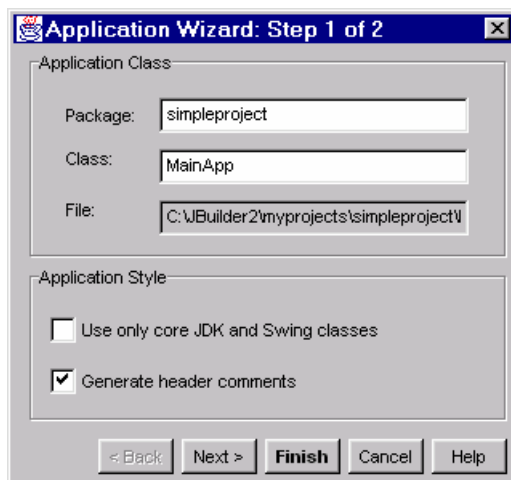 Application Wizard: Step 1 of 2
Application Class
Package: simpleproject
Class: MainApp
File: C:\JBuilder2\myprojects\simpleproject\
Application Style
Use only core JDK and Swing classes
Generate header comments
< Back Next > Finish Cancel Help